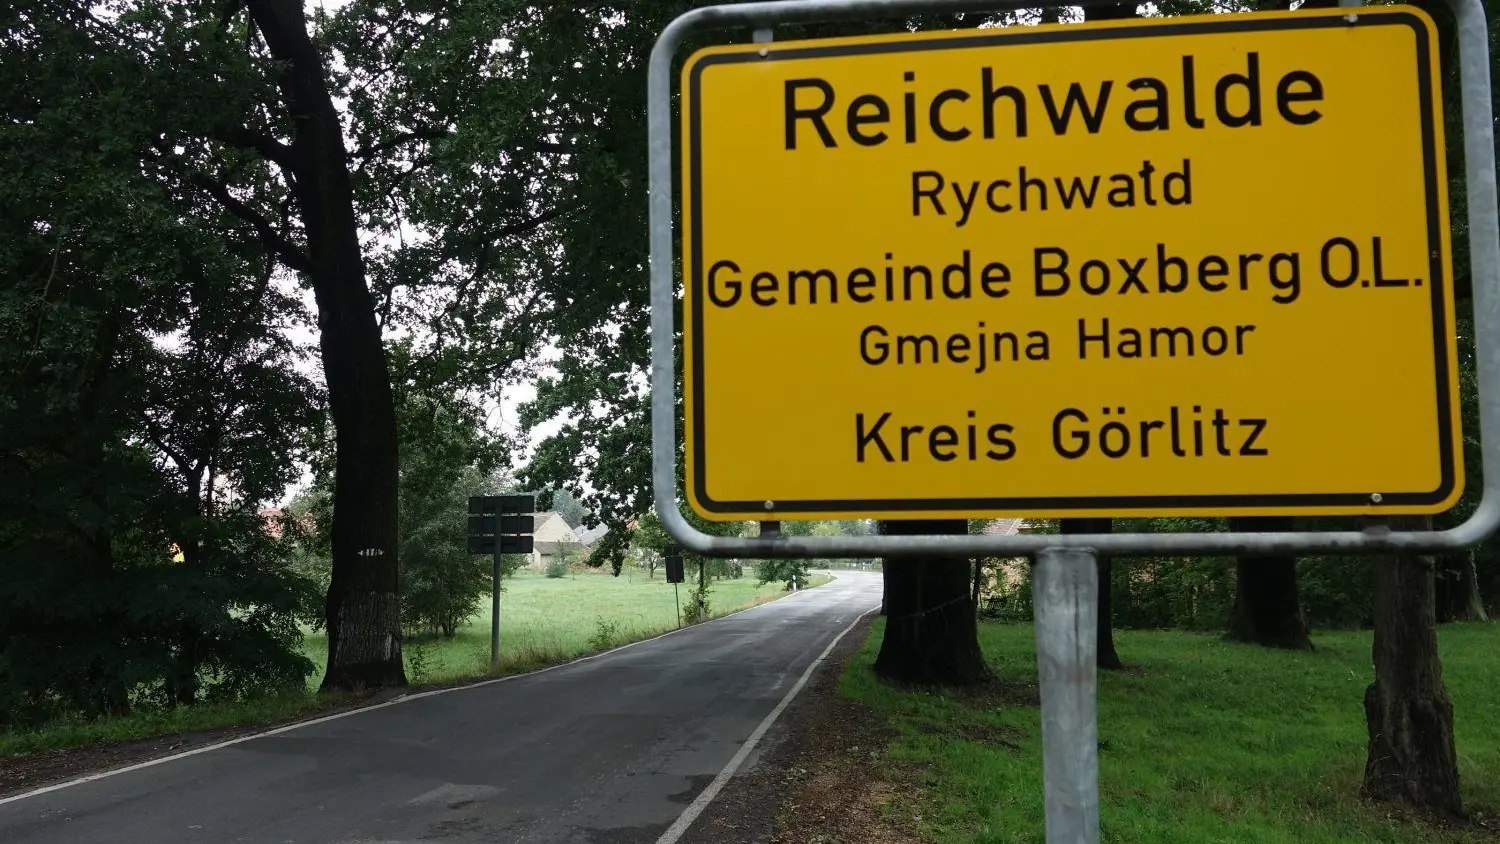 Reichwalde
Rychwałd
Gemeinde Boxberg O.L.
Gmejna Hamor
Kreis Görlitz